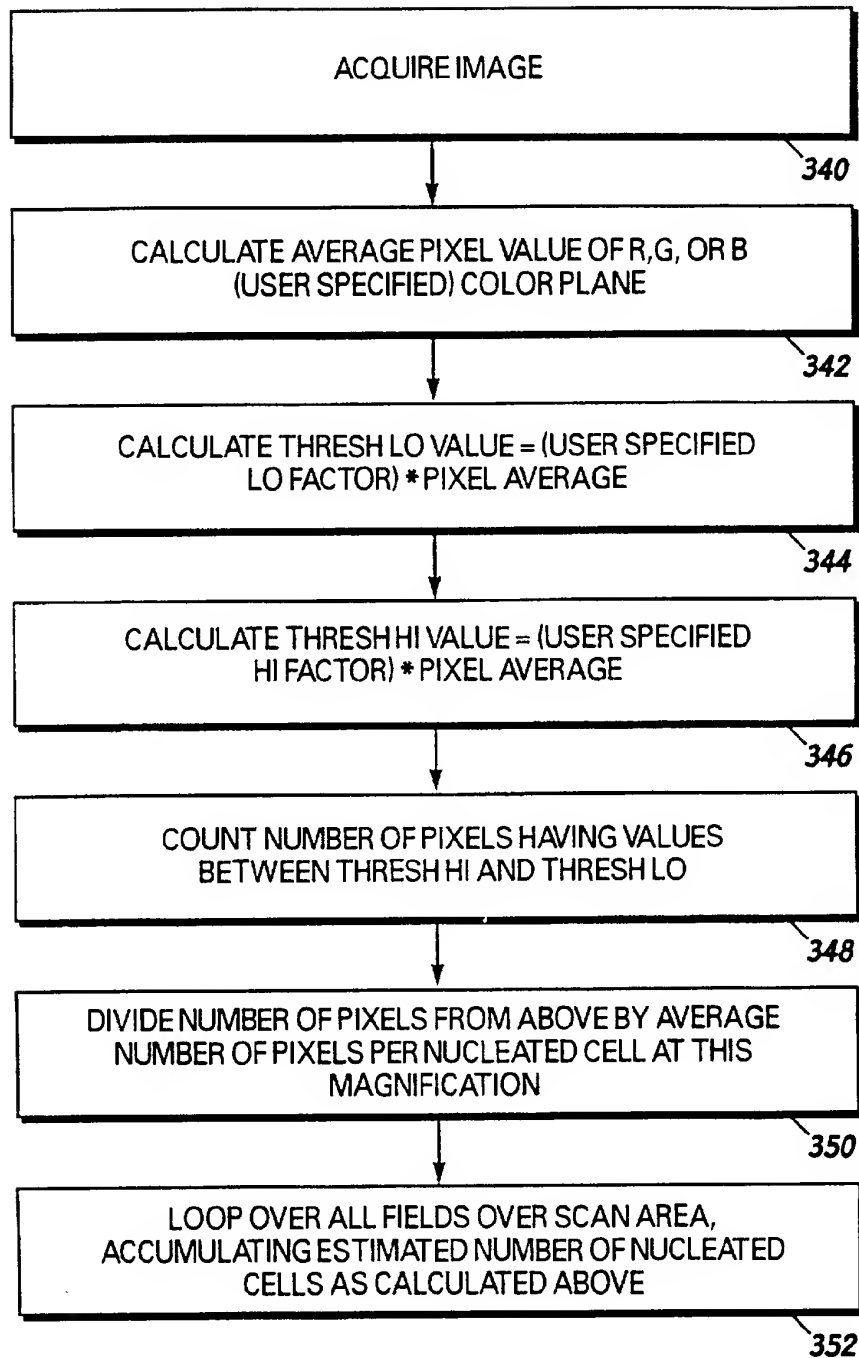 ACQUIRE IMAGE
340
CALCULATE AVERAGE PIXEL VALUE OF R,G, OR B
(USER SPECIFIED) COLOR PLANE
342
CALCULATE THRESH LO VALUE = (USER SPECIFIED
LO FACTOR) * PIXEL AVERAGE
344
CALCULATE THRESH HI VALUE = (USER SPECIFIED
HI FACTOR) * PIXEL AVERAGE
346
COUNT NUMBER OF PIXELS HAVING VALUES
BETWEEN THRESH HI AND THRESH LO
348
DIVIDE NUMBER OF PIXELS FROM ABOVE BY AVERAGE
NUMBER OF PIXELS PER NUCLEATED CELL AT THIS
MAGNIFICATION
350
LOOP OVER ALL FIELDS OVER SCAN AREA,
ACCUMULATING ESTIMATED NUMBER OF NUCLEATED
CELLS AS CALCULATED ABOVE
352